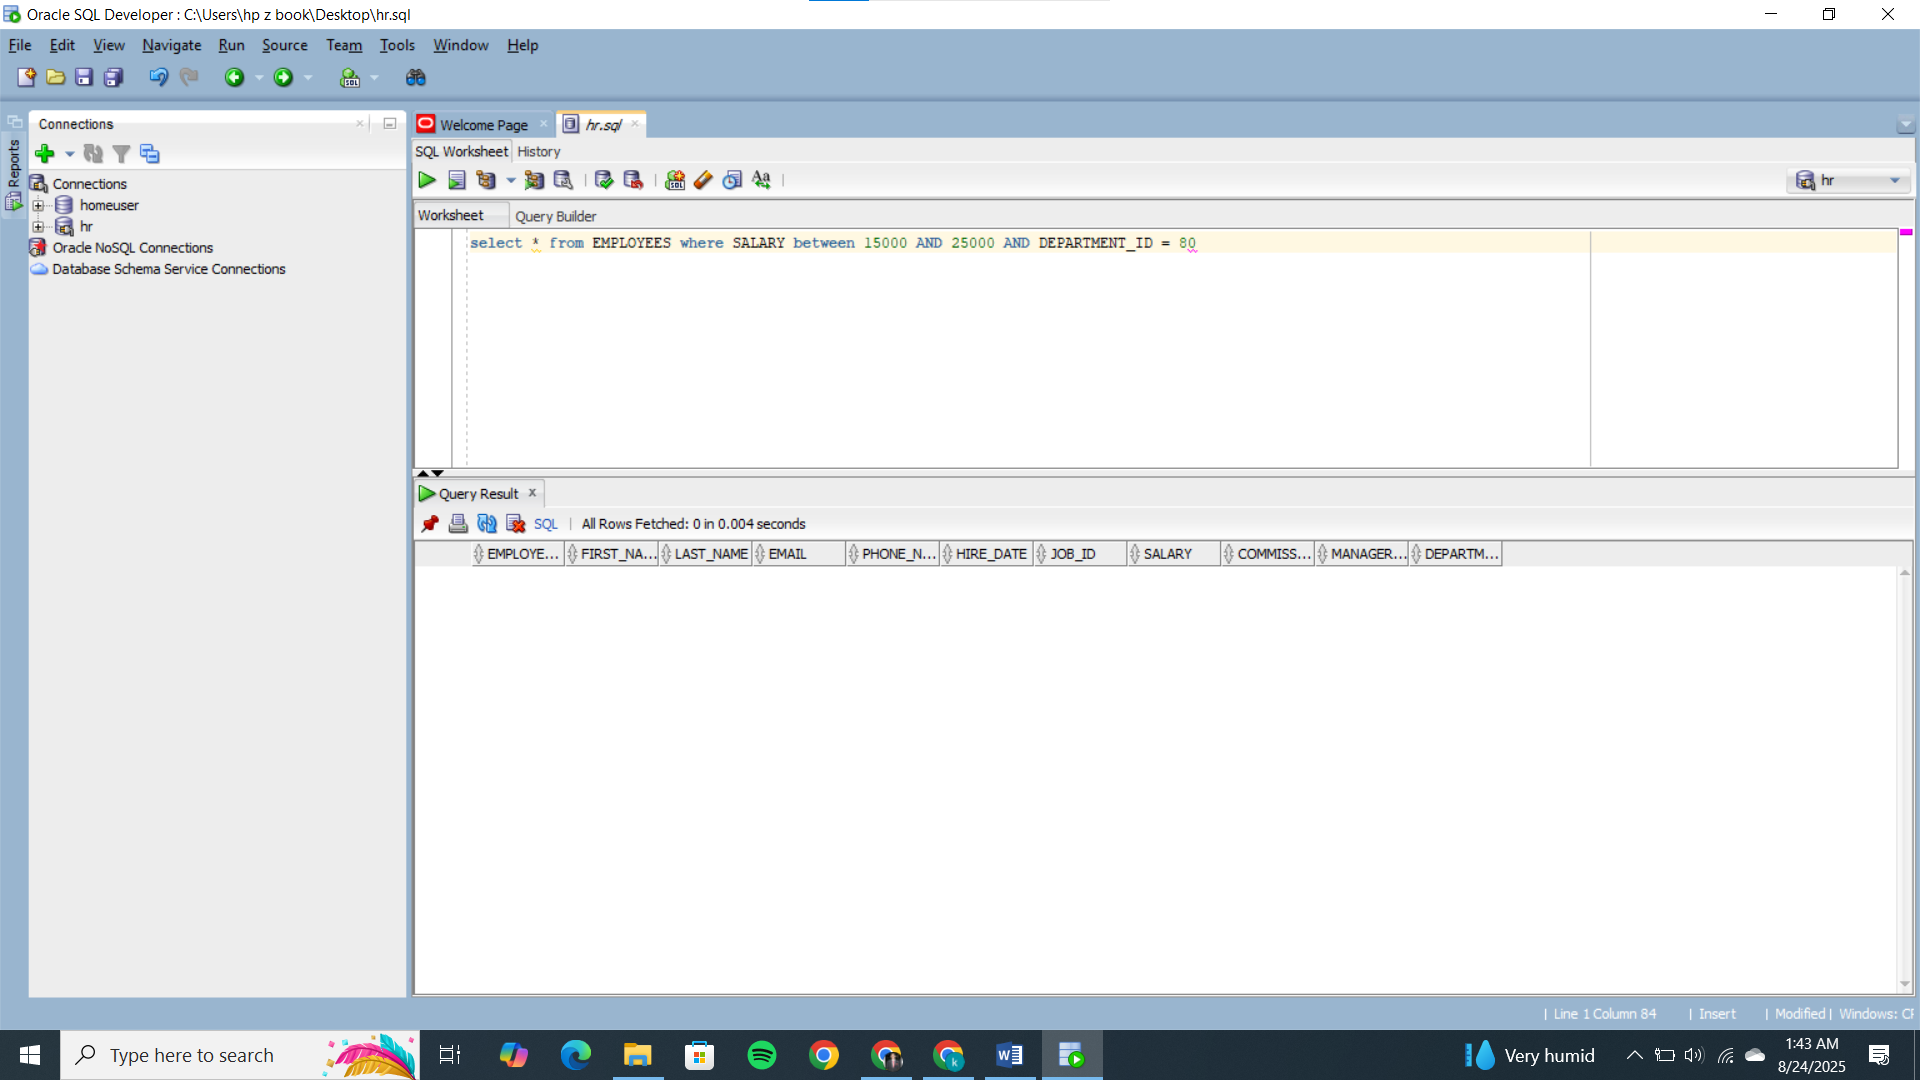 Oracle SQL Developer : C:\Users\hp z book\Desktop\hr.sql
File Edit View Navigate Run Source Team Tools Window Help
Connections
Reports
Connections
homeuser
hr
Oracle NoSQL Connections
Database Schema Service Connections
Welcome Page
hr.sql
SQL Worksheet History
hr
Worksheet Query Builder
select * from EMPLOYEES where SALARY between 15000 AND 25000 AND DEPARTMENT_ID = 80
Query Result
SQL | All Rows Fetched: 0 in 0.004 seconds
EMPLOYE... FIRST_NA... LAST_NAME EMAIL PHONE_N... HIRE_DATE JOB_ID SALARY COMMISS... MANAGER... DEPARTM...
| Line 1 Column 84 | Insert | Modified | Windows: CF
Type here to search
Very humid
1:43 AM
8/24/2025